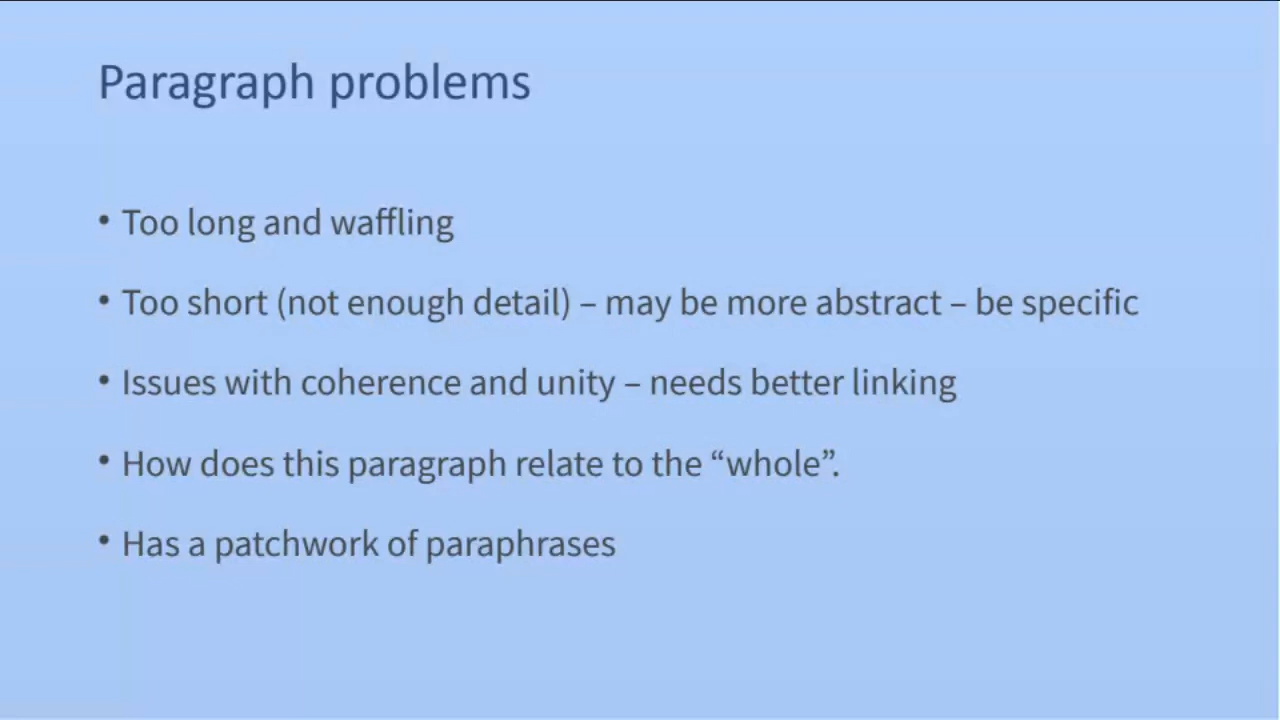 Paragraph problems
• Too long and waffling
• Too short (not enough detail) – may be more abstract – be specific
• Issues with coherence and unity – needs better linking
• How does this paragraph relate to the “whole”.
• Has a patchwork of paraphrases